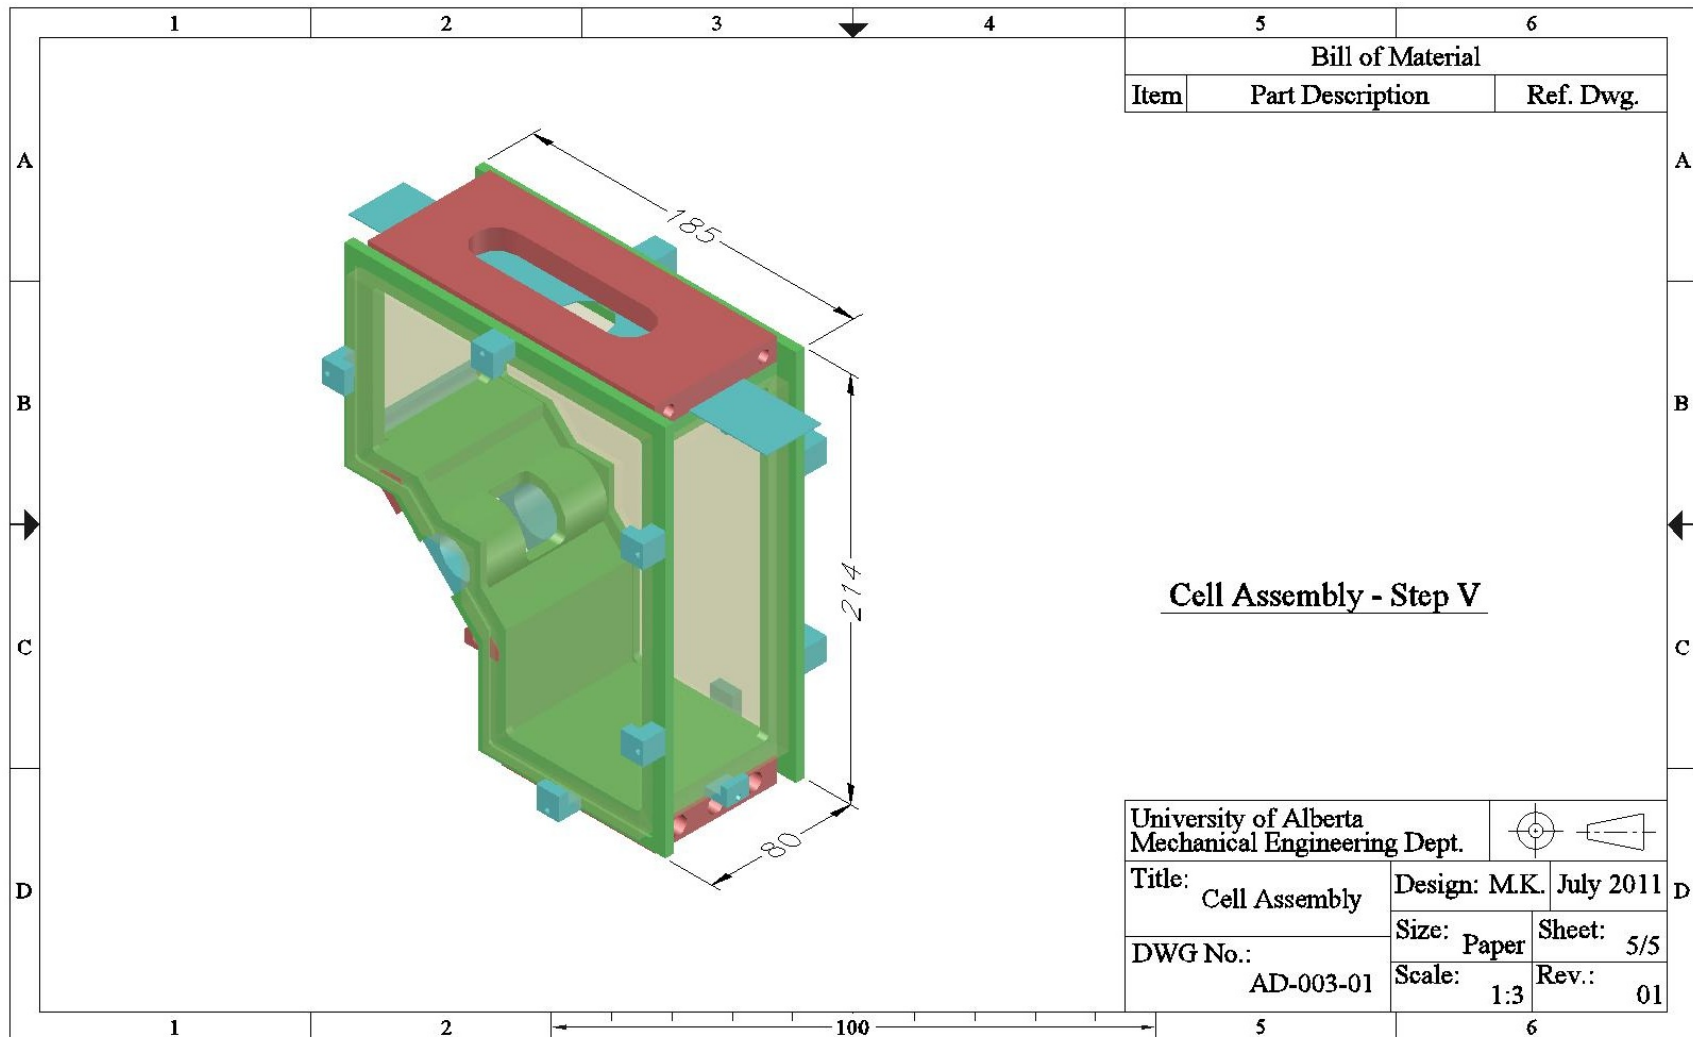 1 2 3 4 5 6
Bill of Material
Item Part Description Ref. Dwg.
A A
185
B B
214
Cell Assembly - Step V
C C
80
University of Alberta
Mechanical Engineering Dept.
Title: Cell Assembly
Design: M.K. July 2011
D D
Size: Paper Sheet: 5/5
DWG No.: AD-003-01
Scale: 1:3 Rev.: 01
1 2 100 5 6